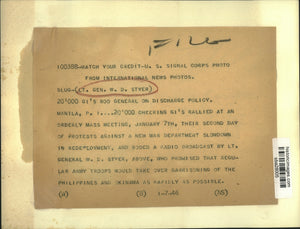 FILE
100388-WATCH YOUR CREDIT-U. S. SIGNAL CORPS PHOTO
FROM INTERNATIONAL NEWS PHOTOS.
SLUG-(LT. GEN. W. D. STYER)
20'000 GI'S BOO GENERAL ON DISCHARGE POLICY.
MANILA, P. I....20'000 CHEERING GI'S RALLIED AT AN
ORDERLY MASS MEETING, JANUARY 7TH, THEIR SECOND DAY
OF PROTESTS AGAINST A NEW WAR DEPARTMENT SLOWDOWN
IN REDEPLOYMENT, AND BOOED A RADIO BROADCAST BY LT.
GENERAL W. D. STYER, ABOVE, WHO PROMISED THAT REGU-
LAR ARMY TROOPS WOULD TAKE OVER GARRISONING OF THE
PHILIPPINES AND OKINAWA AS RAPIDLY AS POSSIBLE.
1-7-46 (NS)